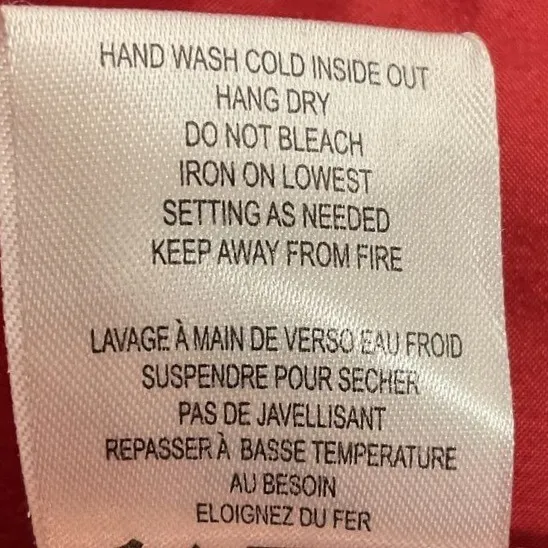 HAND WASH COLD INSIDE OUT
HANG DRY
DO NOT BLEACH
IRON ON LOWEST
SETTING AS NEEDED
KEEP AWAY FROM FIRE
LAVAGE À MAIN DE VERSO EAU FROID
SUSPENDRE POUR SECHER
PAS DE JAVELLISANT
REPASSER À BASSE TEMPERATURE
AU BESOIN
ELOIGNEZ DU FER